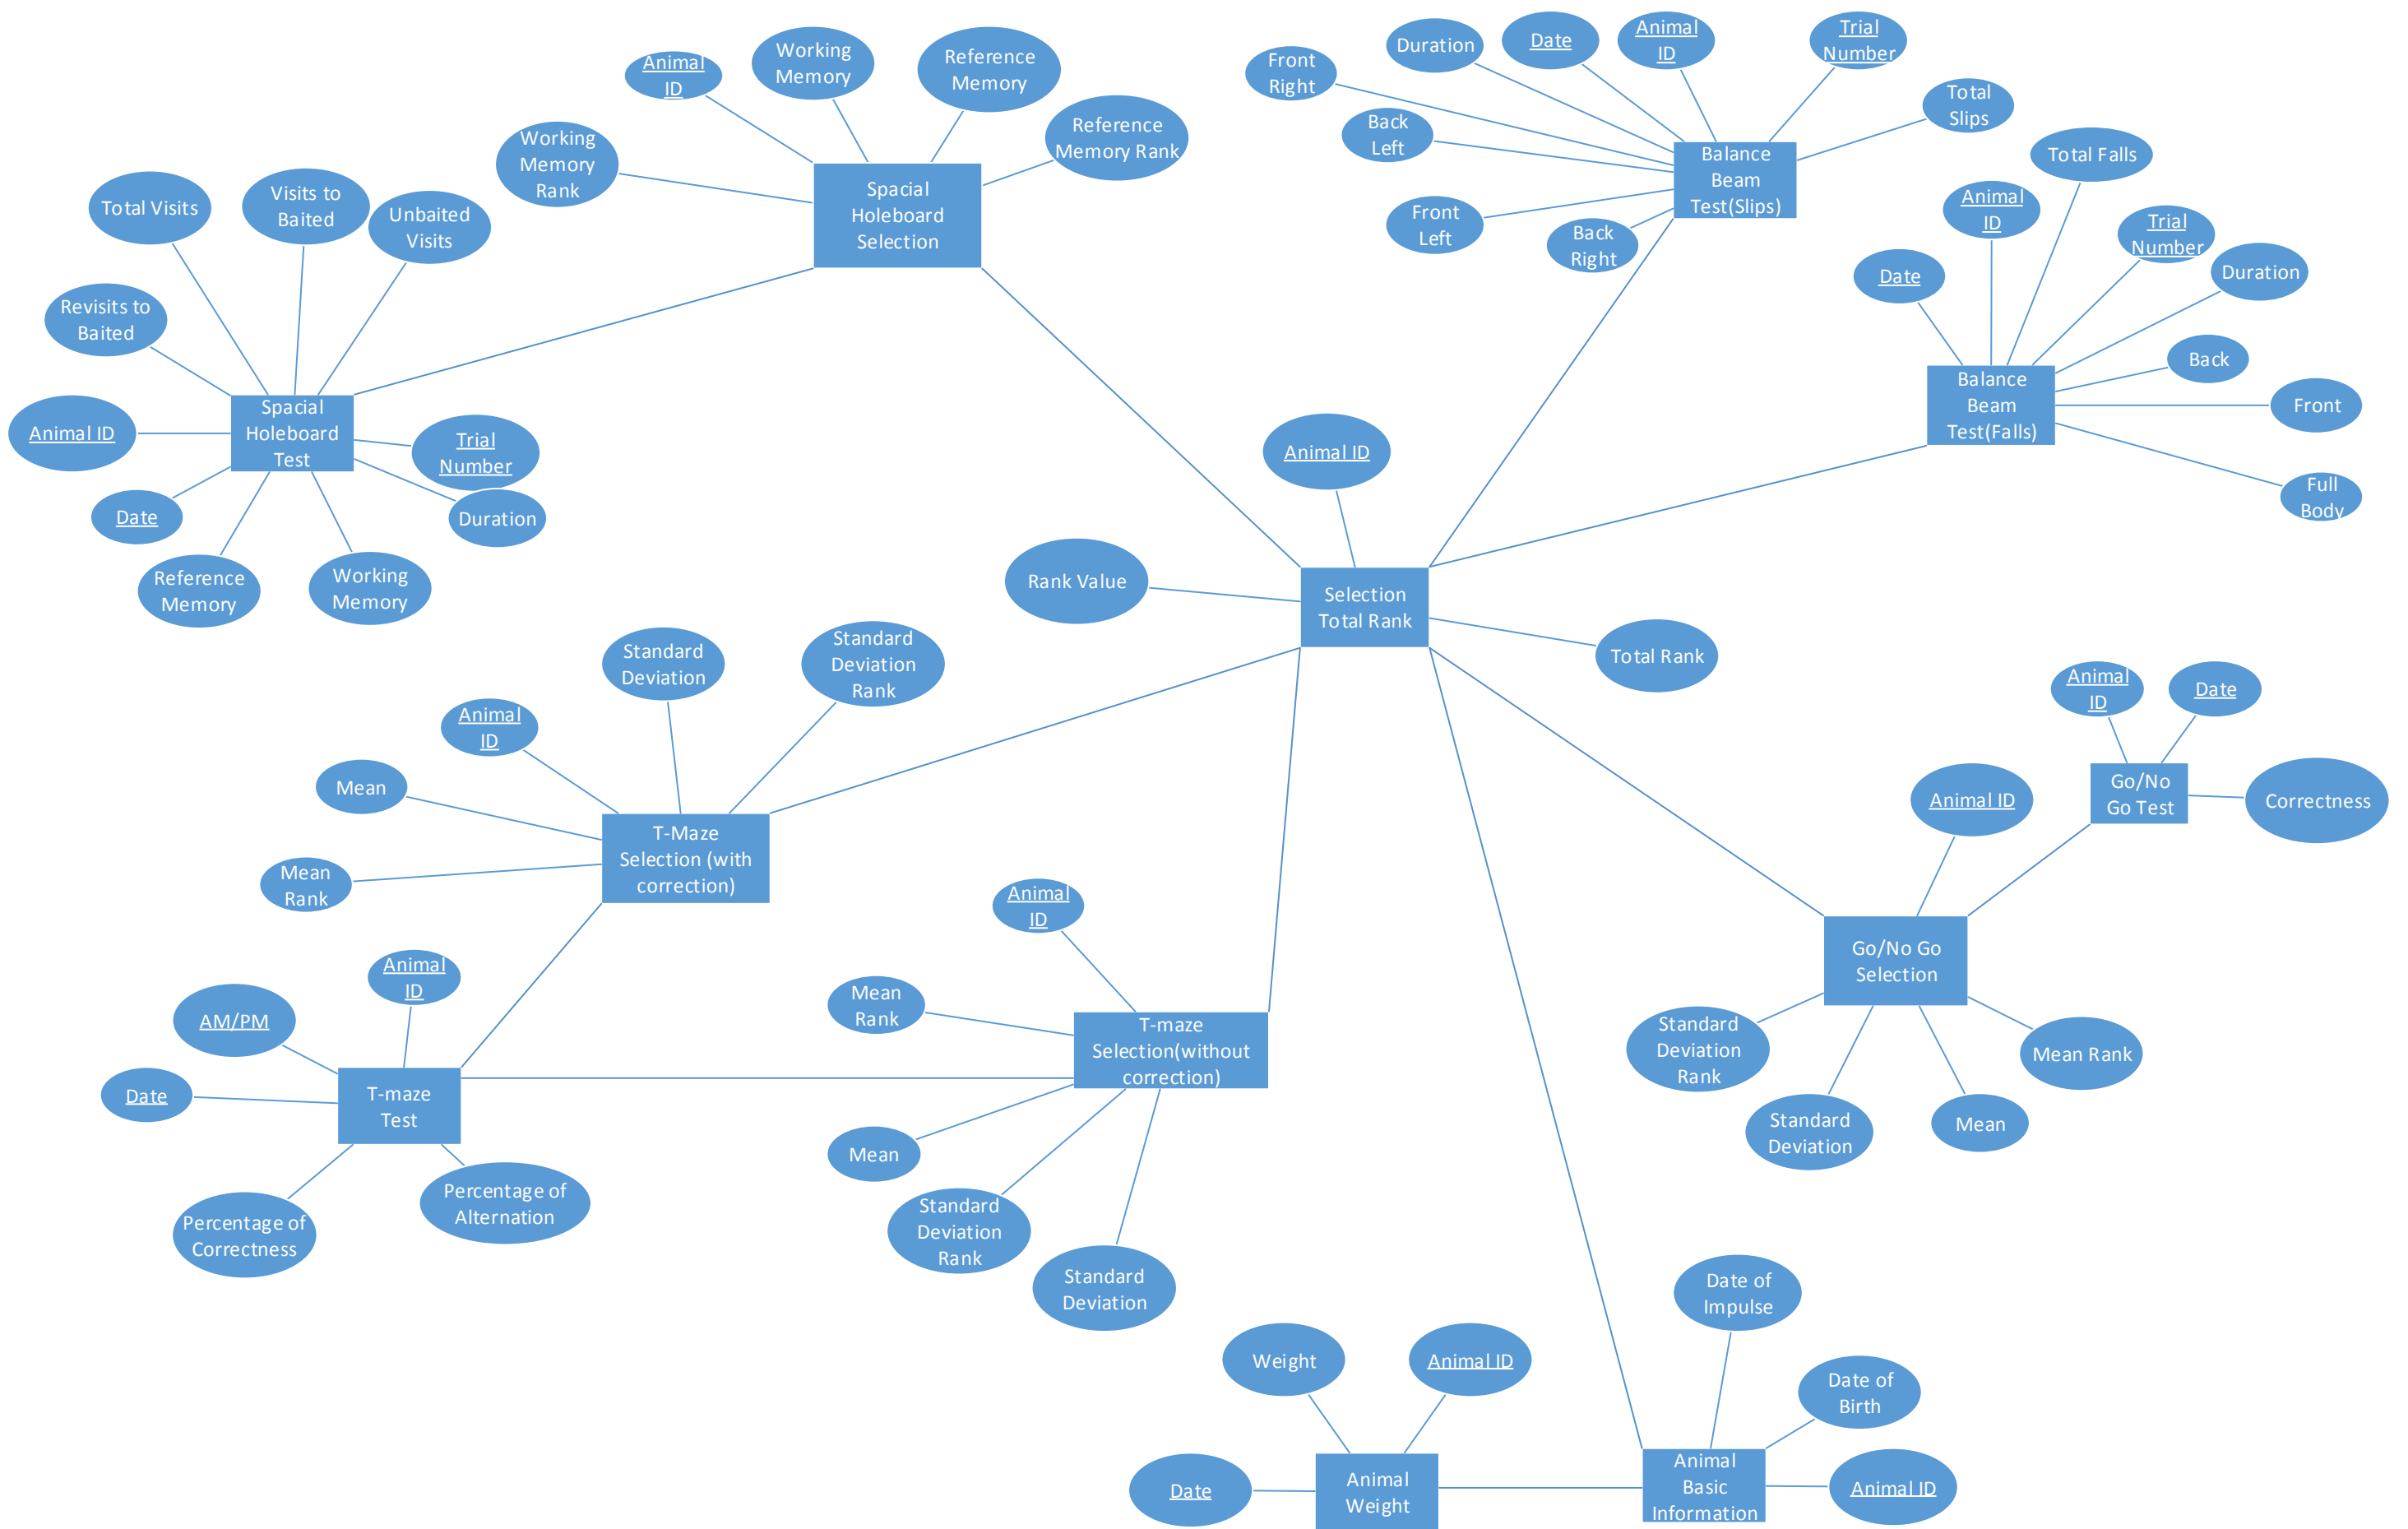 Animal
ID
Working
Memory
Reference
Memory
Working
Memory
Rank
Reference
Memory Rank
Spacial
Holeboard
Selection
Total Visits
Visits to
Baited
Unbaited
Visits
Revisits to
Baited
Animal ID
Spacial
Holeboard
Test
Trial
Number
Date
Duration
Reference
Memory
Working
Memory
Front
Right
Duration
Date
Animal
ID
Trial
Number
Total
Slips
Back
Left
Front
Left
Back
Right
Balance
Beam
Test(Slips)
Total Falls
Animal
ID
Trial
Number
Date
Duration
Back
Front
Full
Body
Balance
Beam
Test(Falls)
Animal ID
Rank Value
Selection
Total Rank
Total Rank
Standard
Deviation
Standard
Deviation
Rank
Animal
ID
Mean
Mean
Rank
T-Maze
Selection (with
correction)
Animal
ID
AM/PM
Date
T-maze
Test
Percentage of
Correctness
Percentage of
Alternation
Animal
ID
Mean
Rank
T-maze
Selection(without
correction)
Mean
Standard
Deviation
Rank
Standard
Deviation
Animal
ID
Date
Go/No
Go Test
Correctness
Animal ID
Go/No Go
Selection
Standard
Deviation
Rank
Mean Rank
Standard
Deviation
Mean
Date of
Impulse
Date of
Birth
Animal ID
Animal
Basic
Information
Weight
Animal ID
Date
Animal
Weight